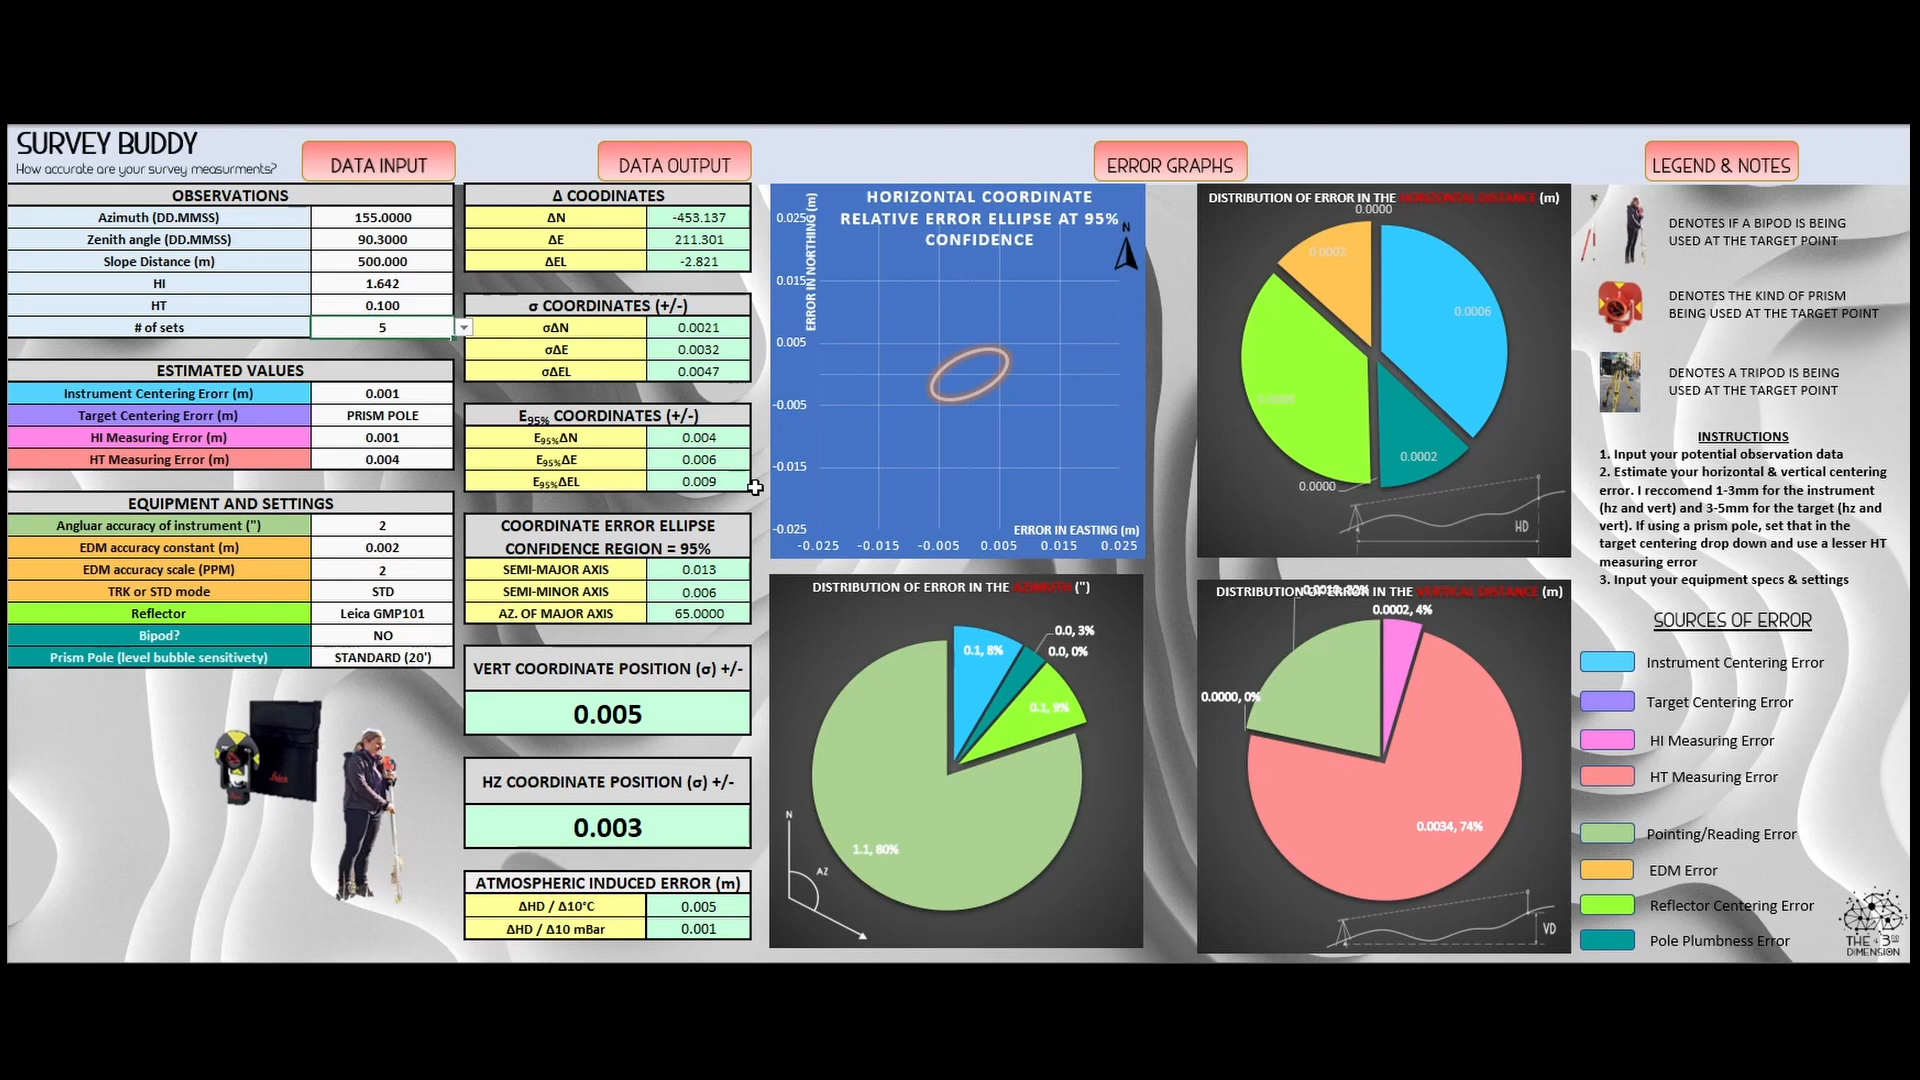 SURVEY BUDDY
How accurate are your survey measurments?
DATA INPUT
DATA OUTPUT
ERROR GRAPHS
LEGEND & NOTES
OBSERVATIONS
Azimuth (DD.MMSS) 155.0000
Zenith angle (DD.MMSS) 90.3000
Slope Distance (m) 500.000
HI 1.642
HT 0.100
# of sets 5
ESTIMATED VALUES
Instrument Centering Erorr (m) 0.001
Target Centering Erorr (m) PRISM POLE
HI Measuring Error (m) 0.001
HT Measuring Error (m) 0.004
EQUIPMENT AND SETTINGS
Angluar accuracy of instrument (") 2
EDM accuracy constant (m) 0.002
EDM accuracy scale (PPM) 2
TRK or STD mode STD
Reflector Leica GMP101
Bipod? NO
Prism Pole (level bubble sensitivety) STANDARD (20')
Δ COODINATES
ΔN -453.137
ΔE 211.301
ΔEL -2.821
σ COORDINATES (+/-)
σΔN 0.0021
σΔE 0.0032
σΔEL 0.0047
E95% COORDINATES (+/-)
E95%ΔN 0.004
E95%ΔE 0.006
E95%ΔEL 0.009
COORDINATE ERROR ELLIPSE
CONFIDENCE REGION = 95%
SEMI-MAJOR AXIS 0.013
SEMI-MINOR AXIS 0.006
AZ. OF MAJOR AXIS 65.0000
VERT COORDINATE POSITION (σ) +/-
0.005
HZ COORDINATE POSITION (σ) +/-
0.003
ATMOSPHERIC INDUCED ERROR (m)
ΔHD / Δ10°C 0.005
ΔHD / Δ10 mBar 0.001
HORIZONTAL COORDINATE
RELATIVE ERROR ELLIPSE AT 95%
CONFIDENCE
N
ERROR IN NORTHING (m)
0.025
0.015
0.005
-0.005
-0.015
-0.025
ERROR IN EASTING (m)
-0.025 -0.015 -0.005 0.005 0.015 0.025
DISTRIBUTION OF ERROR IN THE AZIMUTH (")
0.1, 8%
0.0, 3%
0.0, 0%
0.1, 9%
1.1, 80%
N
AZ
DISTRIBUTION OF ERROR IN THE HORIZONTAL DISTANCE (m)
0.0000
0.0002
0.0006
0.0002
0.0000
HD
DISTRIBUTION OF ERROR IN THE VERTICAL DISTANCE (m)
0.0002, 4%
0.0000, 0%
0.0034, 74%
VD
DENOTES IF A BIPOD IS BEING
USED AT THE TARGET POINT
DENOTES THE KIND OF PRISM
BEING USED AT THE TARGET POINT
DENOTES A TRIPOD IS BEING
USED AT THE TARGET POINT
INSTRUCTIONS
1. Input your potential observation data
2. Estimate your horizontal & vertical centering
error. I reccomend 1-3mm for the instrument
(hz and vert) and 3-5mm for the target (hz and
vert). If using a prism pole, set that in the
target centering drop down and use a lesser HT
measuring error
3. Input your equipment specs & settings
SOURCES OF ERROR
Instrument Centering Error
Target Centering Error
HI Measuring Error
HT Measuring Error
Pointing/Reading Error
EDM Error
Reflector Centering Error
Pole Plumbness Error
THE 3RD
DIMENSION